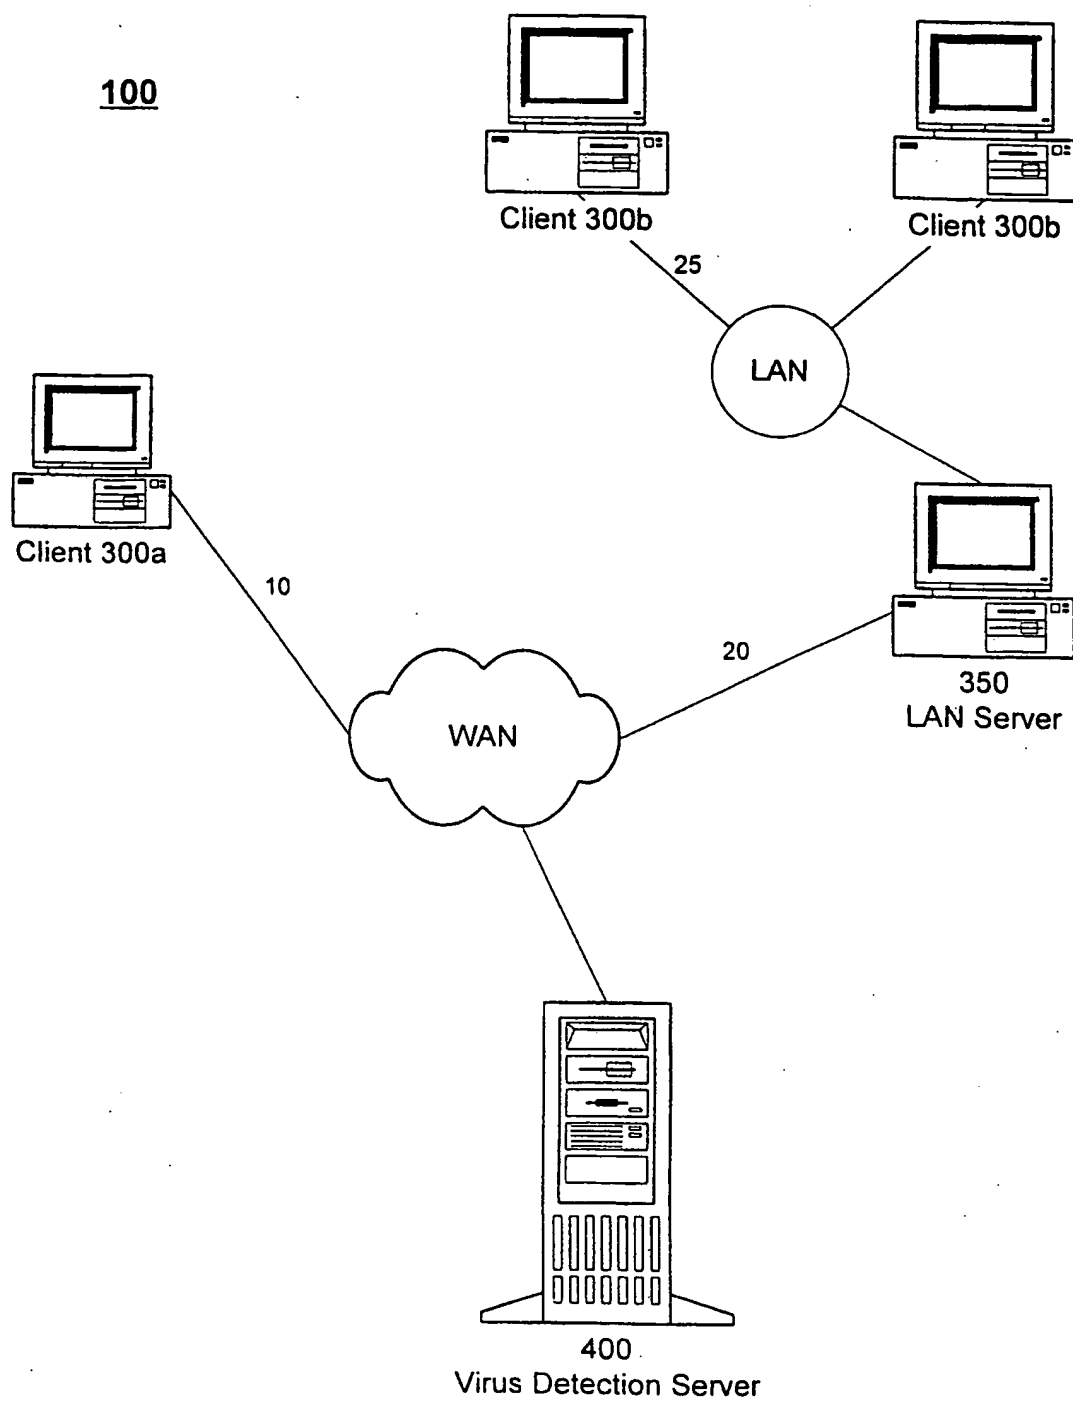 100
Client 300b
Client 300b
25
LAN
Client 300a
10
20
350
LAN Server
WAN
400
Virus Detection Server